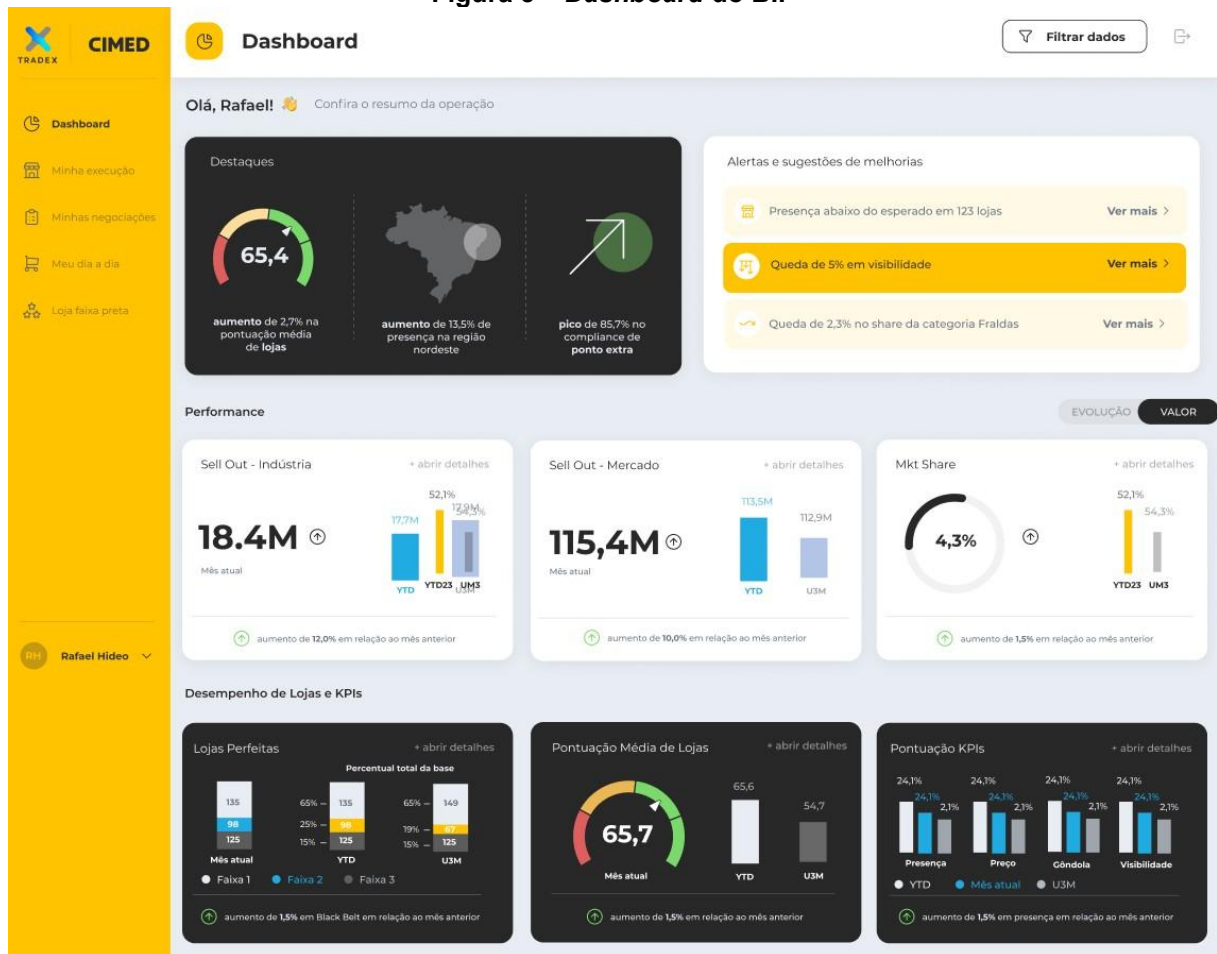 TRADEX
CIMED
Dashboard
Filtrar dados
Dashboard
Minha execução
Minhas negociações
Meu dia a dia
Loja faixa preta
RH
Rafael Hideo
Olá, Rafael! 👋 Confira o resumo da operação
Destaques
65,4
aumento de 2,7% na
pontuação média
de lojas
aumento de 13,5% de
presença na região
nordeste
pico de 85,7% no
compliance de
ponto extra
Alertas e sugestões de melhorias
Presença abaixo do esperado em 123 lojas Ver mais >
Queda de 5% em visibilidade Ver mais >
Queda de 2,3% no share da categoria Fraldas Ver mais >
Performance
EVOLUÇÃO VALOR
Sell Out - Indústria + abrir detalhes
18.4M
Mês atual
17,7M
52,1%
17,9M
54,3%
YTD
YTD23 UM3
U3M
aumento de 12,0% em relação ao mês anterior
Sell Out - Mercado + abrir detalhes
115,4M
Mês atual
113,5M
112,9M
YTD U3M
aumento de 10,0% em relação ao mês anterior
Mkt Share + abrir detalhes
4,3%
52,1%
54,3%
YTD23 UM3
aumento de 1,5% em relação ao mês anterior
Desempenho de Lojas e KPIs
Lojas Perfeitas + abrir detalhes
Percentual total da base
135 65% – 135 65% – 149
98 25% – 98 19% – 67
125 15% – 125 15% – 125
Mês atual YTD U3M
Faixa 1 Faixa 2 Faixa 3
aumento de 1,5% em Black Belt em relação ao mês anterior
Pontuação Média de Lojas + abrir detalhes
65,7
Mês atual
65,6
54,7
YTD U3M
aumento de 1,5% em relação ao mês anterior
Pontuação KPIs + abrir detalhes
24,1% 24,1% 24,1% 24,1%
24,1% 24,1% 24,1% 24,1%
2,1% 2,1% 2,1% 2,1%
Presença Preço Gôndola Visibilidade
YTD Mês atual U3M
aumento de 1,5% em presença em relação ao mês anterior